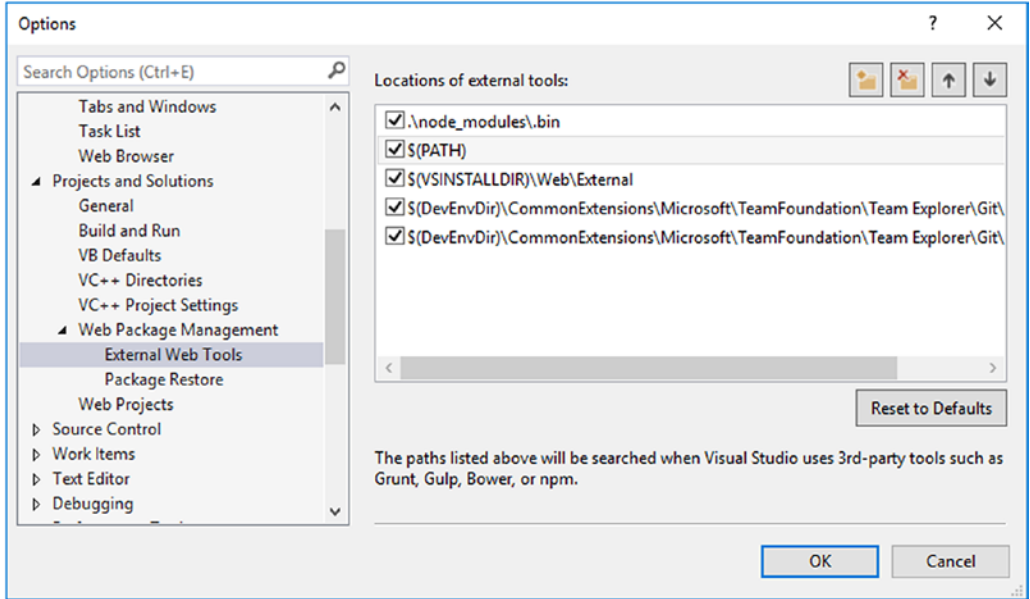 Options
?
Search Options (Ctrl+E)
Tabs and Windows
Task List
Web Browser
Projects and Solutions
General
Build and Run
VB Defaults
VC++ Directories
VC++ Project Settings
Web Package Management
External Web Tools
Package Restore
Web Projects
Source Control
Work Items
Text Editor
Debugging
Locations of external tools:
.\node_modules\.bin
$(PATH)
$(VSINSTALLDIR)\Web\External
$(DevEnvDir)\CommonExtensions\Microsoft\TeamFoundation\Team Explorer\Git\
$(DevEnvDir)\CommonExtensions\Microsoft\TeamFoundation\Team Explorer\Git\
Reset to Defaults
The paths listed above will be searched when Visual Studio uses 3rd-party tools such as
Grunt, Gulp, Bower, or npm.
OK
Cancel